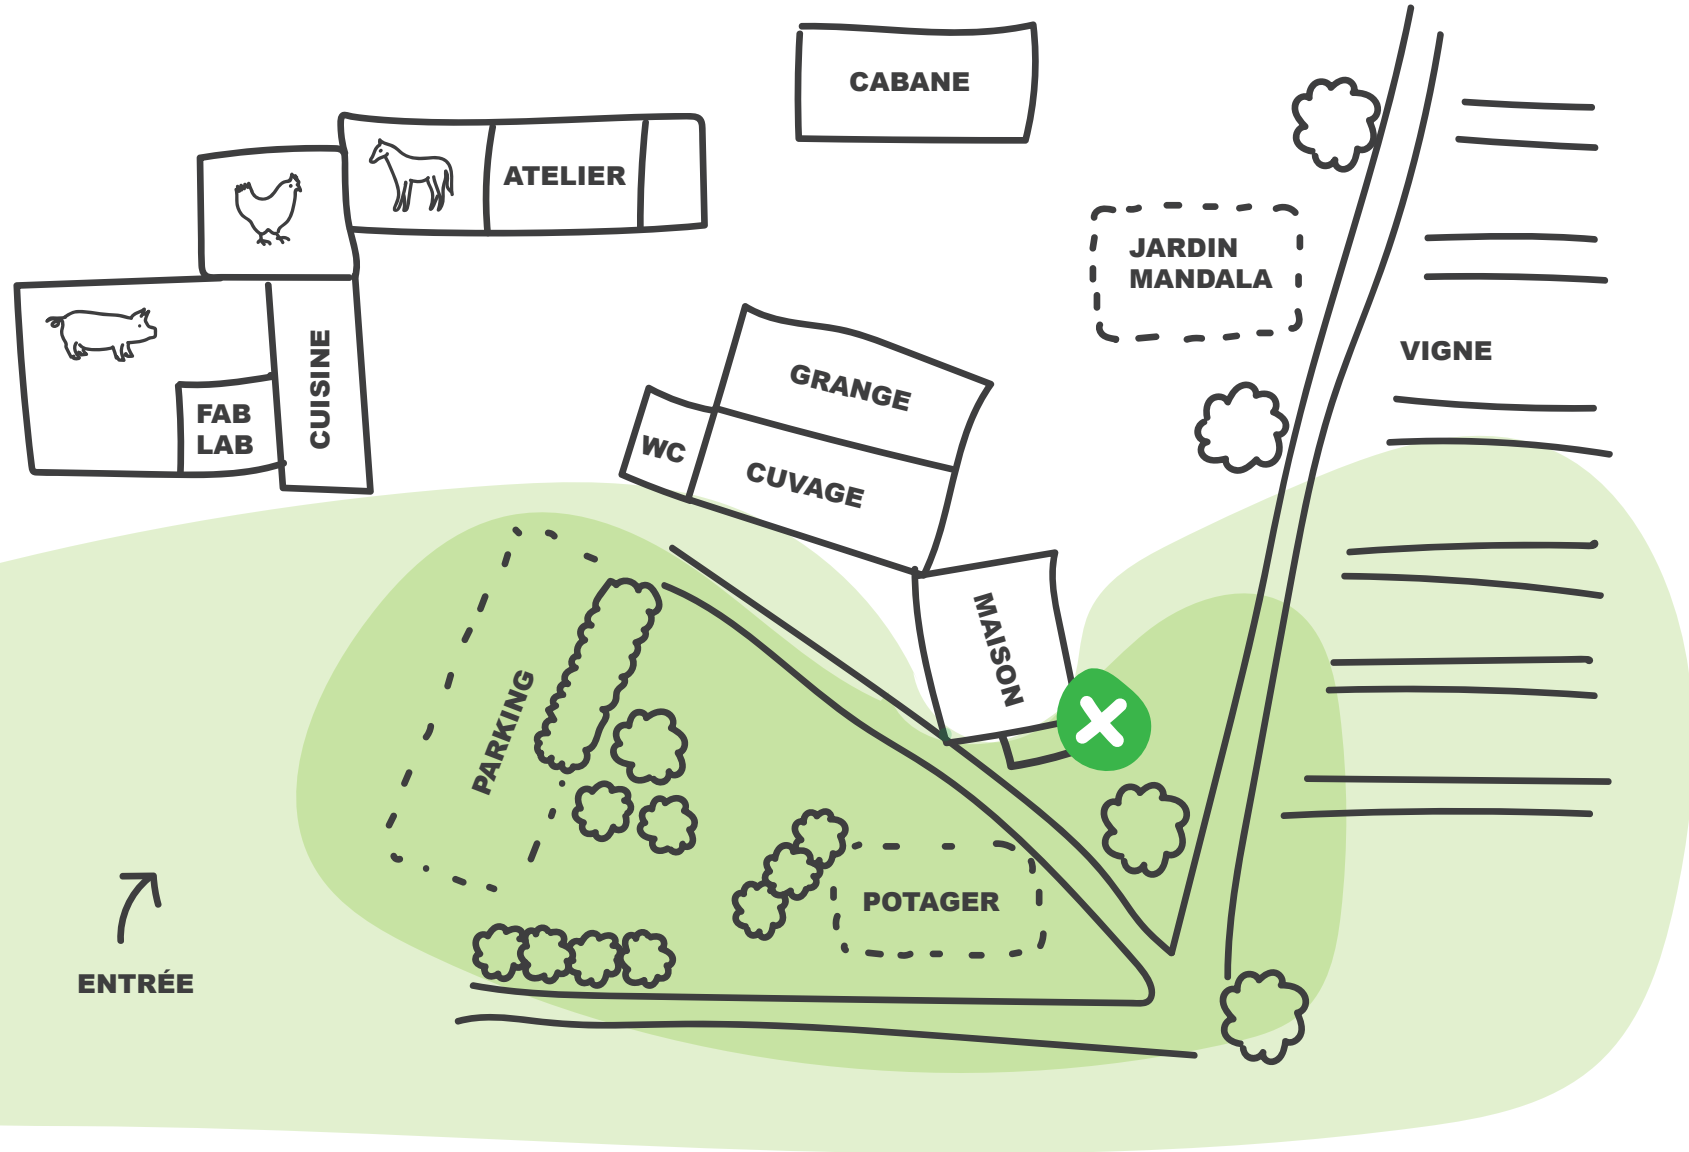 CABANE
ATELIER
JARDIN
MANDALA
CUISINE
VIGNE
GRANGE
FAB
LAB
WC
CUVAGE
MAISON
PARKING
POTAGER
ENTRÉE